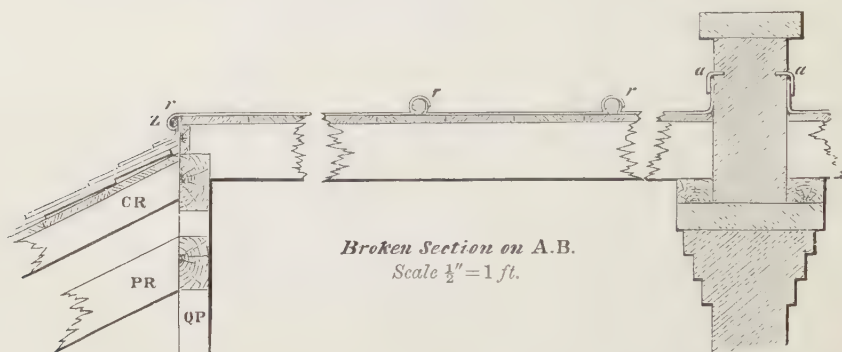 a
a
r
r
r
Z
CR
Broken Section on A.B.
Scale ½"=1 ft.
PR
QP